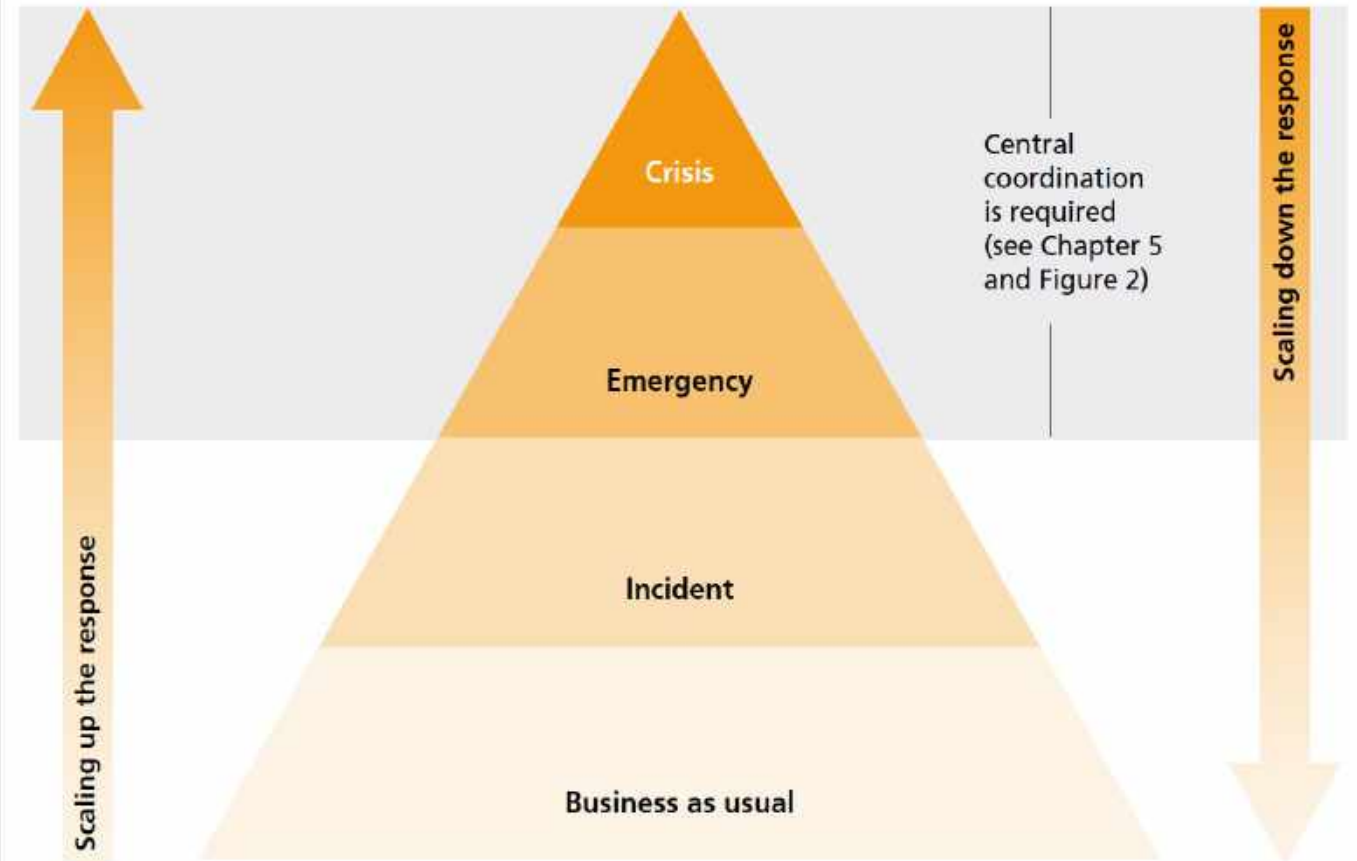 Crisis
Central
coordination
is required
(see Chapter 5
and Figure 2)
Scaling down the response
Emergency
Incident
Scaling up the response
Business as usual